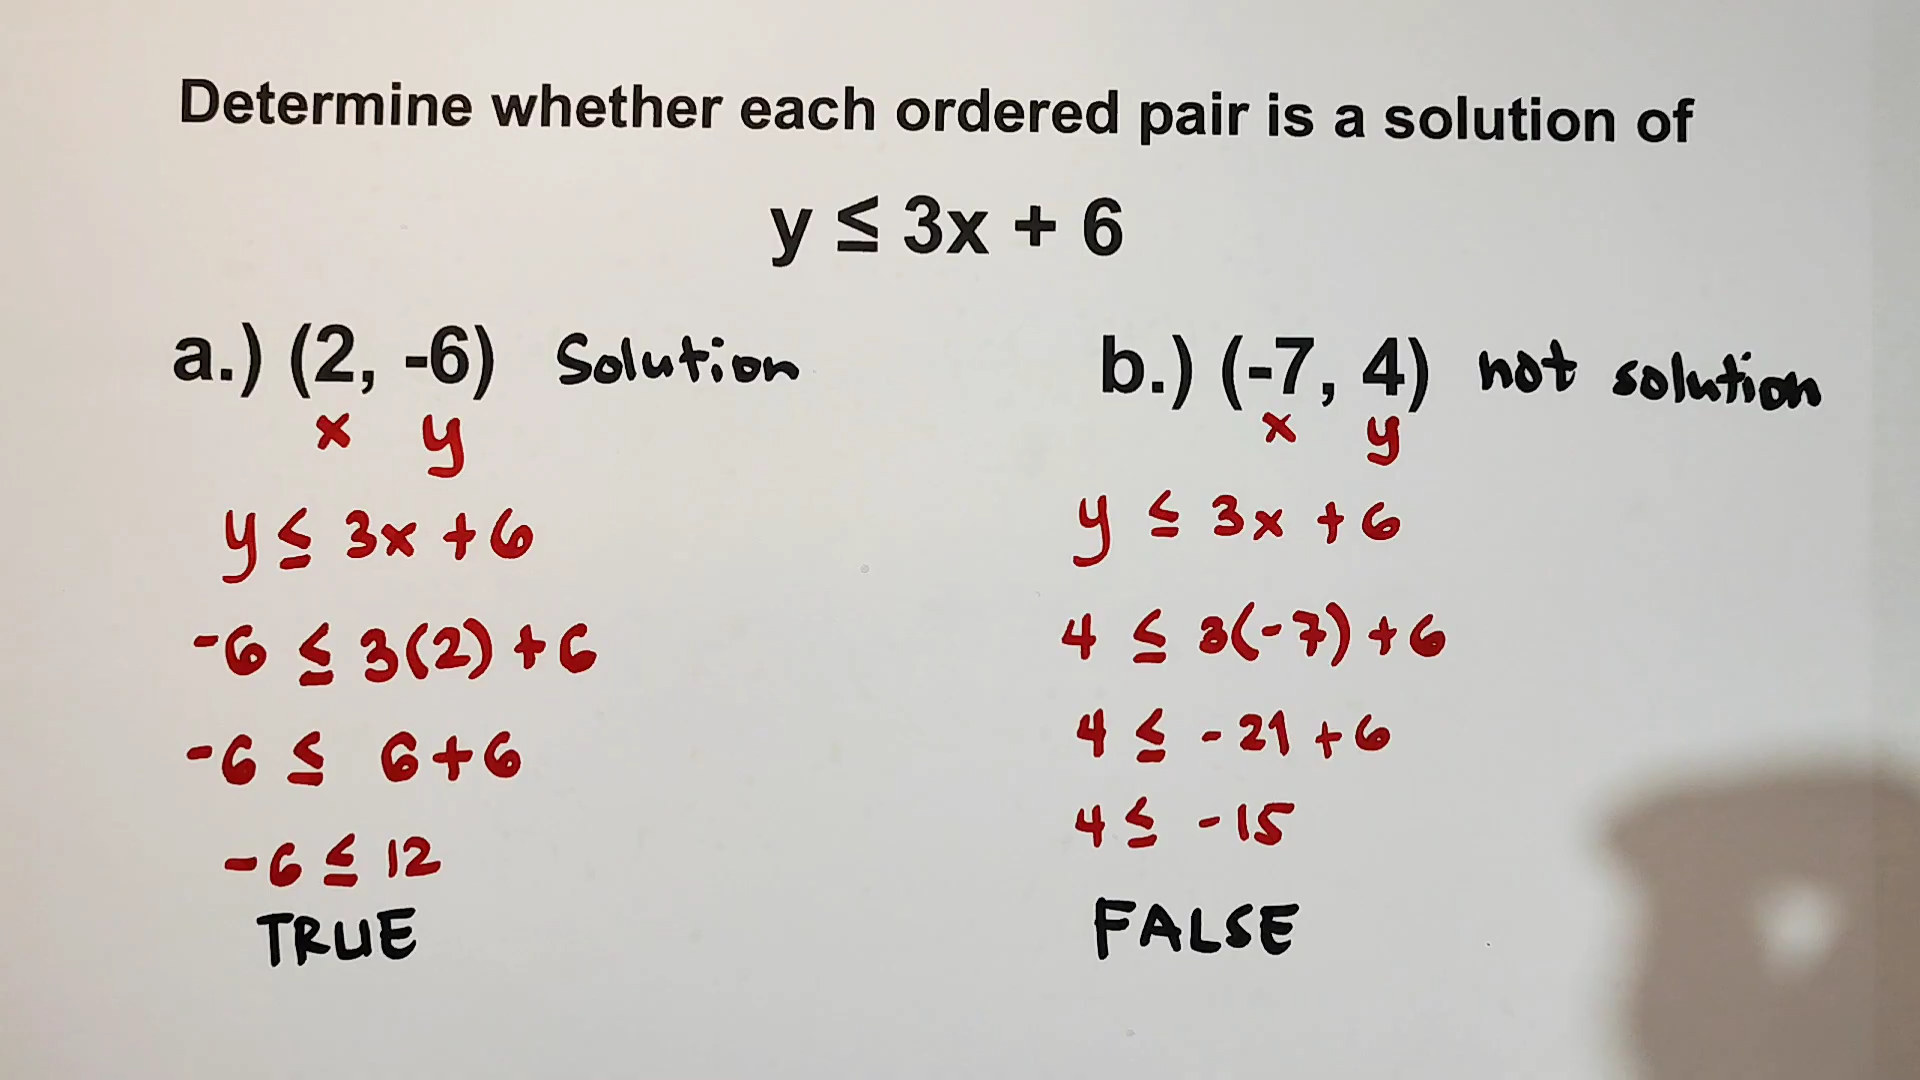 Determine whether each ordered pair is a solution of
y ≤ 3x + 6
a.) (2, -6) Solution
x y
y ≤ 3x + 6
-6 ≤ 3(2) + 6
-6 ≤ 6 + 6
-6 ≤ 12
TRUE
b.) (-7, 4) not solution
x y
y ≤ 3x + 6
4 ≤ 3(-7) + 6
4 ≤ -21 + 6
4 ≤ -15
FALSE